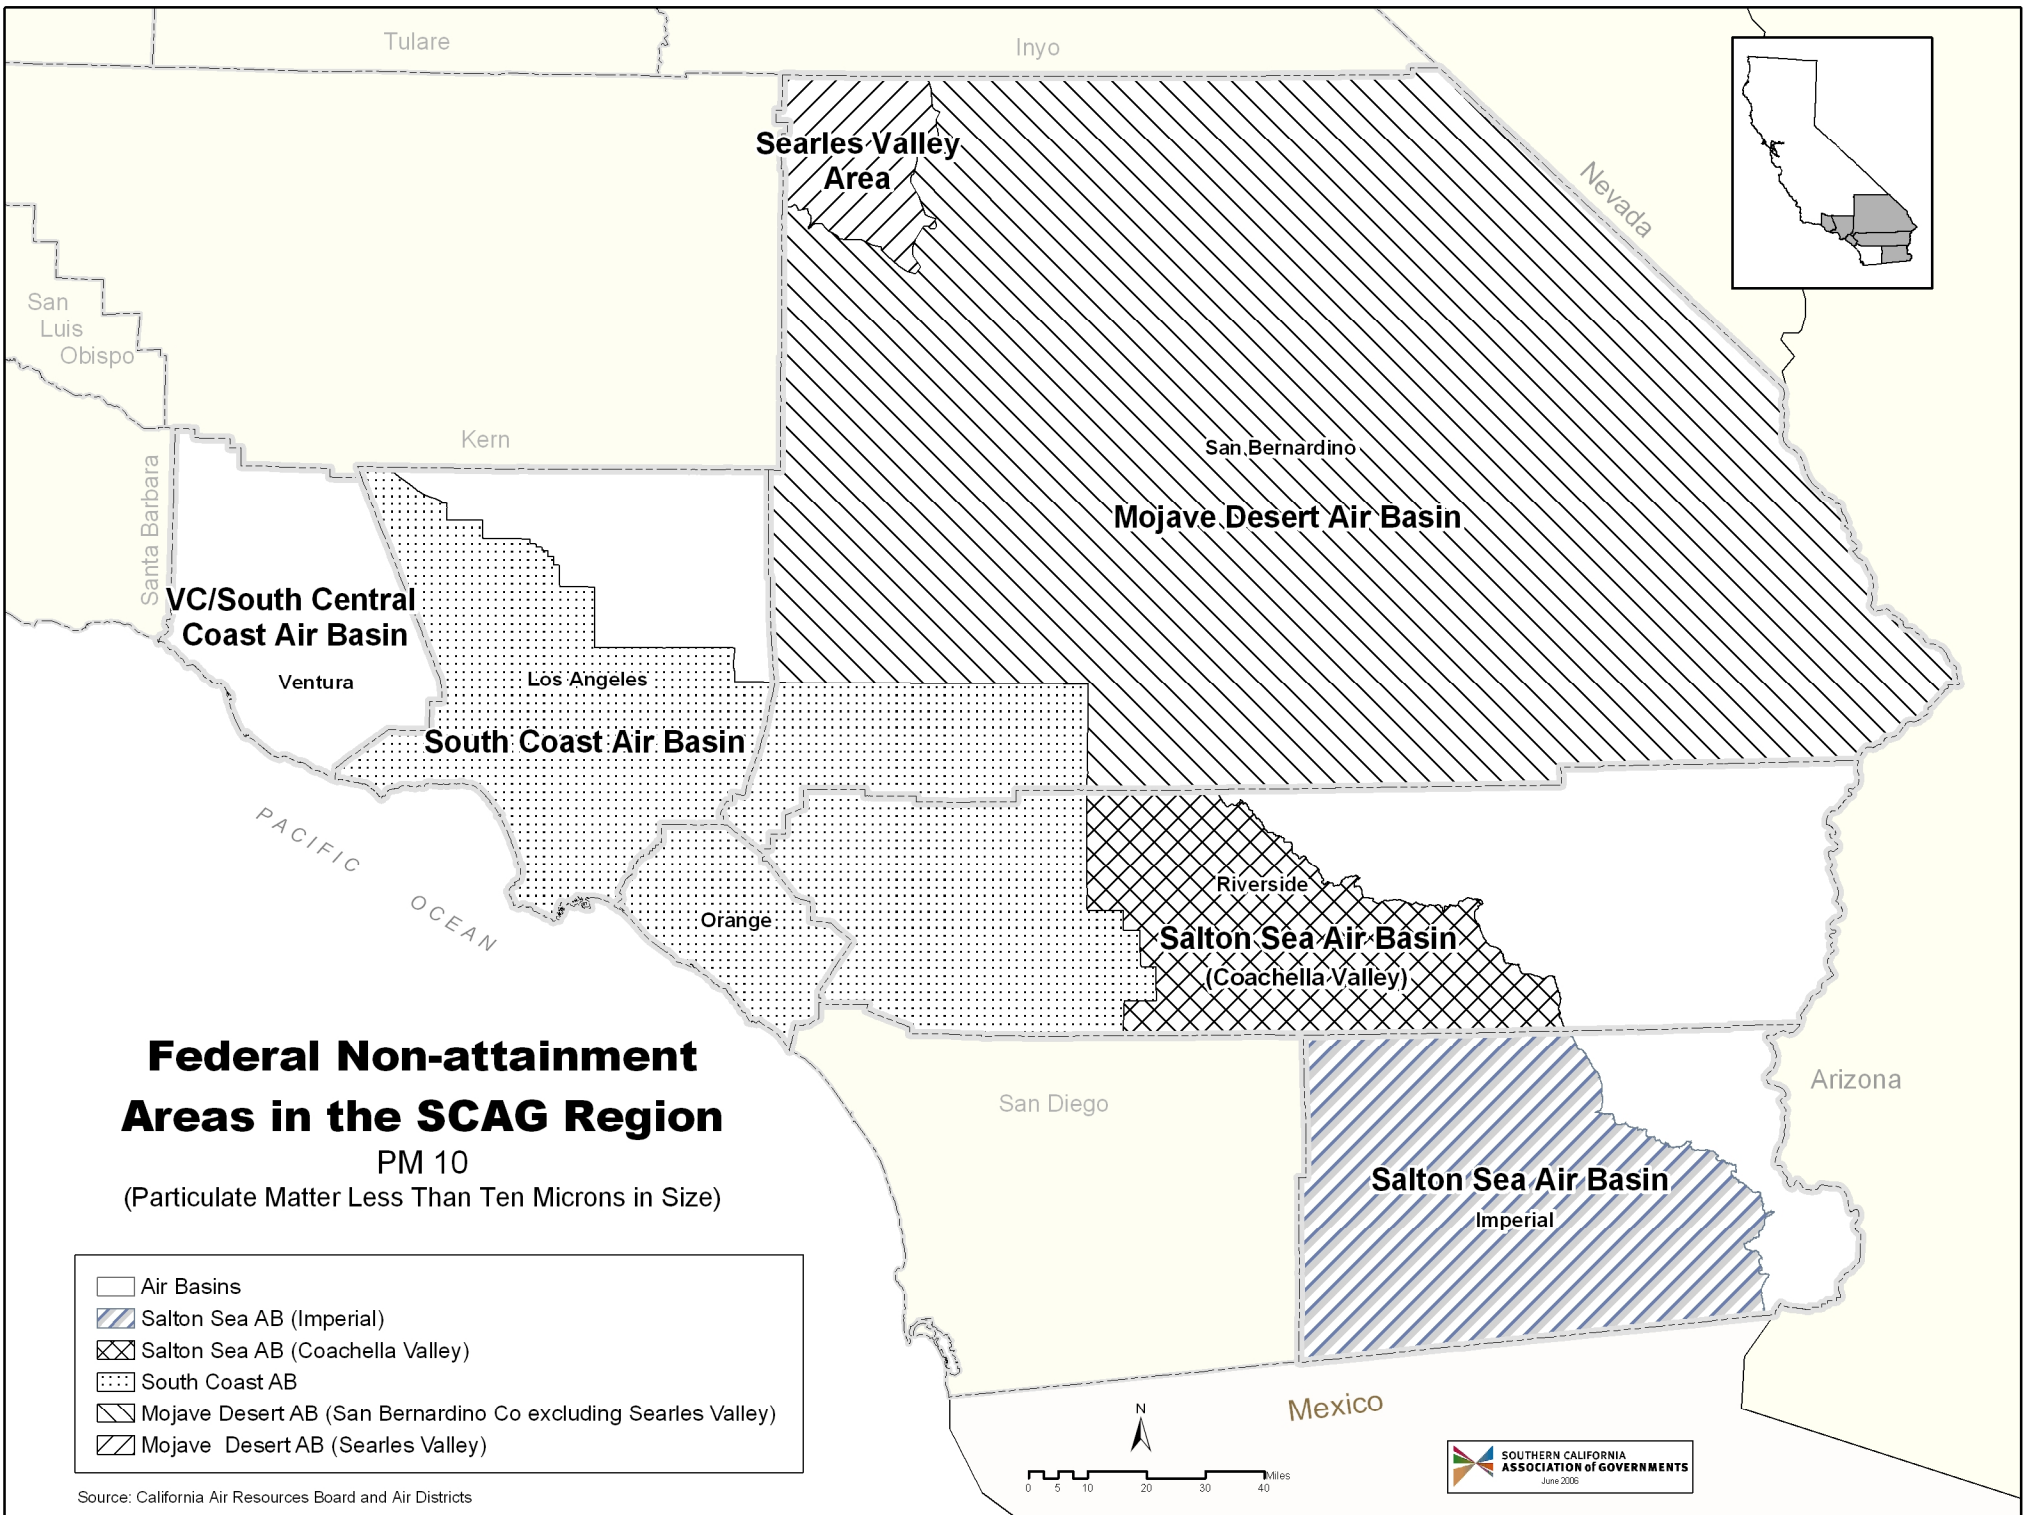 Tulare
Inyo
Searles Valley
Area
Nevada
San
Luis
Obispo
Kern
San Bernardino
Santa Barbara
Mojave Desert Air Basin
VC/South Central
Coast Air Basin
Ventura
Los Angeles
South Coast Air Basin
PACIFIC OCEAN
Riverside
Orange
Salton Sea Air Basin
(Coachella Valley)
Federal Non-attainment
Areas in the SCAG Region
PM 10
(Particulate Matter Less Than Ten Microns in Size)
San Diego
Arizona
Salton Sea Air Basin
Imperial
Air Basins
Salton Sea AB (Imperial)
Salton Sea AB (Coachella Valley)
South Coast AB
Mojave Desert AB (San Bernardino Co excluding Searles Valley)
Mojave Desert AB (Searles Valley)
Source: California Air Resources Board and Air Districts
Mexico
N
Miles
0 5 10 20 30 40
SOUTHERN CALIFORNIA
ASSOCIATION of GOVERNMENTS
June 2006